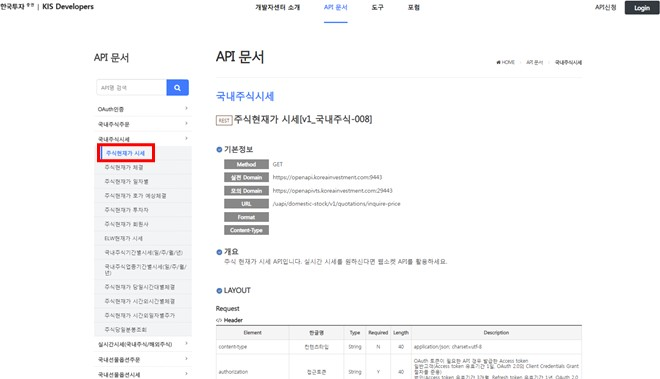 한국투자증권 | KIS Developers
개발자센터 소개
API 문서
도구
포럼
API신청
Login
API 문서
API명 검색
OAuth인증
국내주식주문
국내주식시세
주식현재가 시세
주식현재가 체결
주식현재가 일자별
주식현재가 호가 예상체결
주식현재가 투자자
주식현재가 회원사
ELW현재가 시세
국내주식기간별시세(일/주/월/년)
국내주식업종기간별시세(일/주/월/
년)
주식현재가 당일시간대별체결
주식현재가 시간외시간별체결
주식현재가 시간외일자별주가
주식당일분봉조회
실시간시세(국내주식/해외주식)
국내선물옵션주문
국내선물옵션시세
API 문서
HOME
API 문서
국내주식시세
국내주식시세
REST 주식현재가 시세[v1_국내주식-008]
기본정보
Method GET
실전 Domain https://openapi.koreainvestment.com:9443
모의 Domain https://openapivts.koreainvestment.com:29443
URL /uapi/domestic-stock/v1/quotations/inquire-price
Format
Content-Type
개요
주식 현재가 시세 API입니다. 실시간 시세를 원하신다면 웹소켓 API를 활용하세요.
LAYOUT
Request
</> Header
Element 한글명 Type Required Length Description
content-type 컨텐츠타입 String N 40 application/json; charset=utf-8
authorization 접근토큰 String Y 40
OAuth 토큰이 필요한 API 경우 발급한 Access token
일반고객(Access token 유효기간 1일, OAuth 2.0의 Client Credentials Grant
절차를 준용)
법인(Access token 유효기간 3개월, Refresh token 유효기간 1년, OAuth 2.0